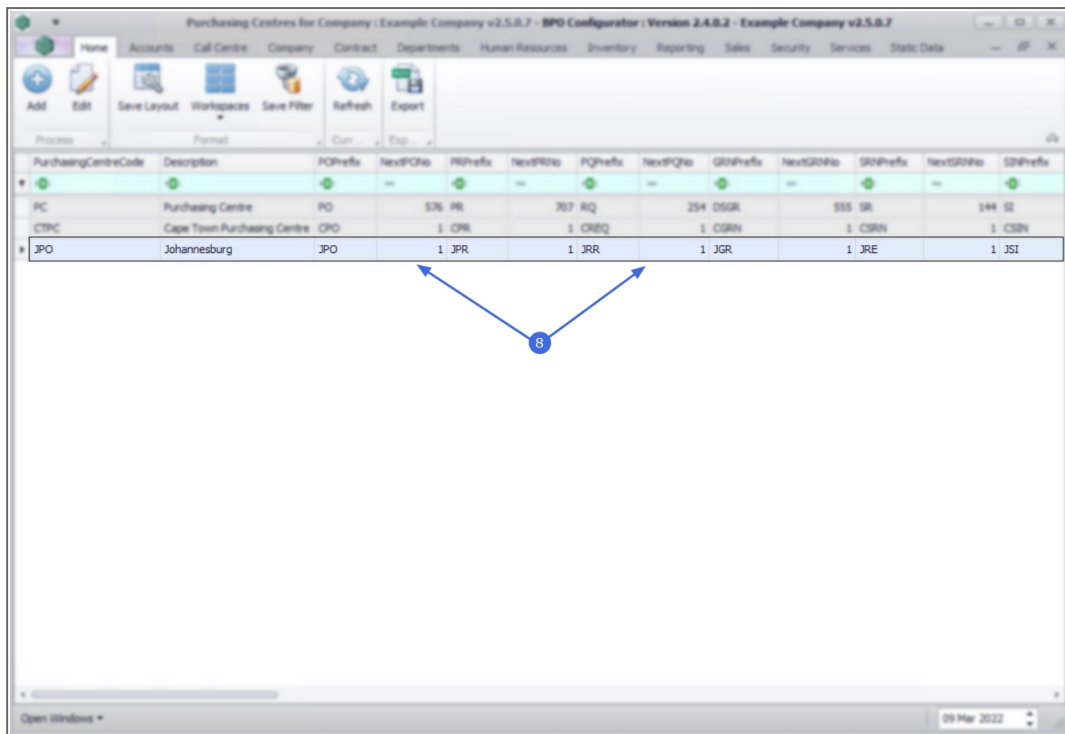 Purchasing Centres for Company : Example Company v2.5.0.7 - BPO Configurator : Version 2.4.0.2 - Example Company v2.5.0.7
Home Accounts Call Centre Company Contract Departments Human Resources Inventory Reporting Sales Security Services Static Data
Add Edit Save Layout Workspaces Save Filter Refresh Export
Process Format Curr... Exp...
PurchasingCentreCode Description POPrefix NextPONo PRPrefix NextPRNo PQPrefix NextPQNo GRNPrefix NextGRNNo SRNPrefix NextSRNNo SINPrefix
PC Purchasing Centre PO 576 PR 707 RQ 254 DSGR 555 SR 144 SI
CTPC Cape Town Purchasing Centre CPO 1 CPR 1 CREQ 1 CGRN 1 CSRN 1 CSIN
JPO Johannesburg JPO 1 JPR 1 JRR 1 JGR 1 JRE 1 JSI
8
Open Windows 09 Mar 2022